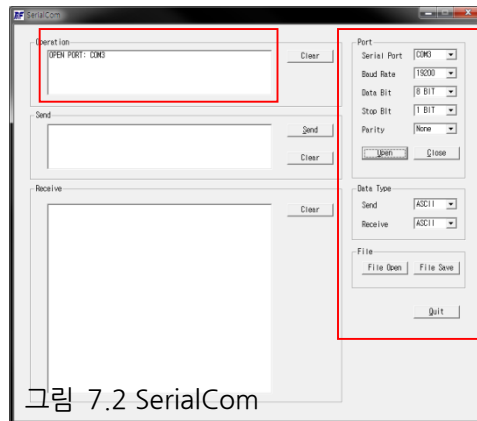 SerialCom
Operation
OPEN PORT: COM3
Clear
Send
Send
Clear
Receive
Clear
Port
Serial Port COM3
Baud Rate 19200
Data Bit 8 BIT
Stop Bit 1 BIT
Parity None
Open Close
Data Type
Send ASCII
Receive ASCII
File
File Open File Save
Quit
그림 7.2 SerialCom